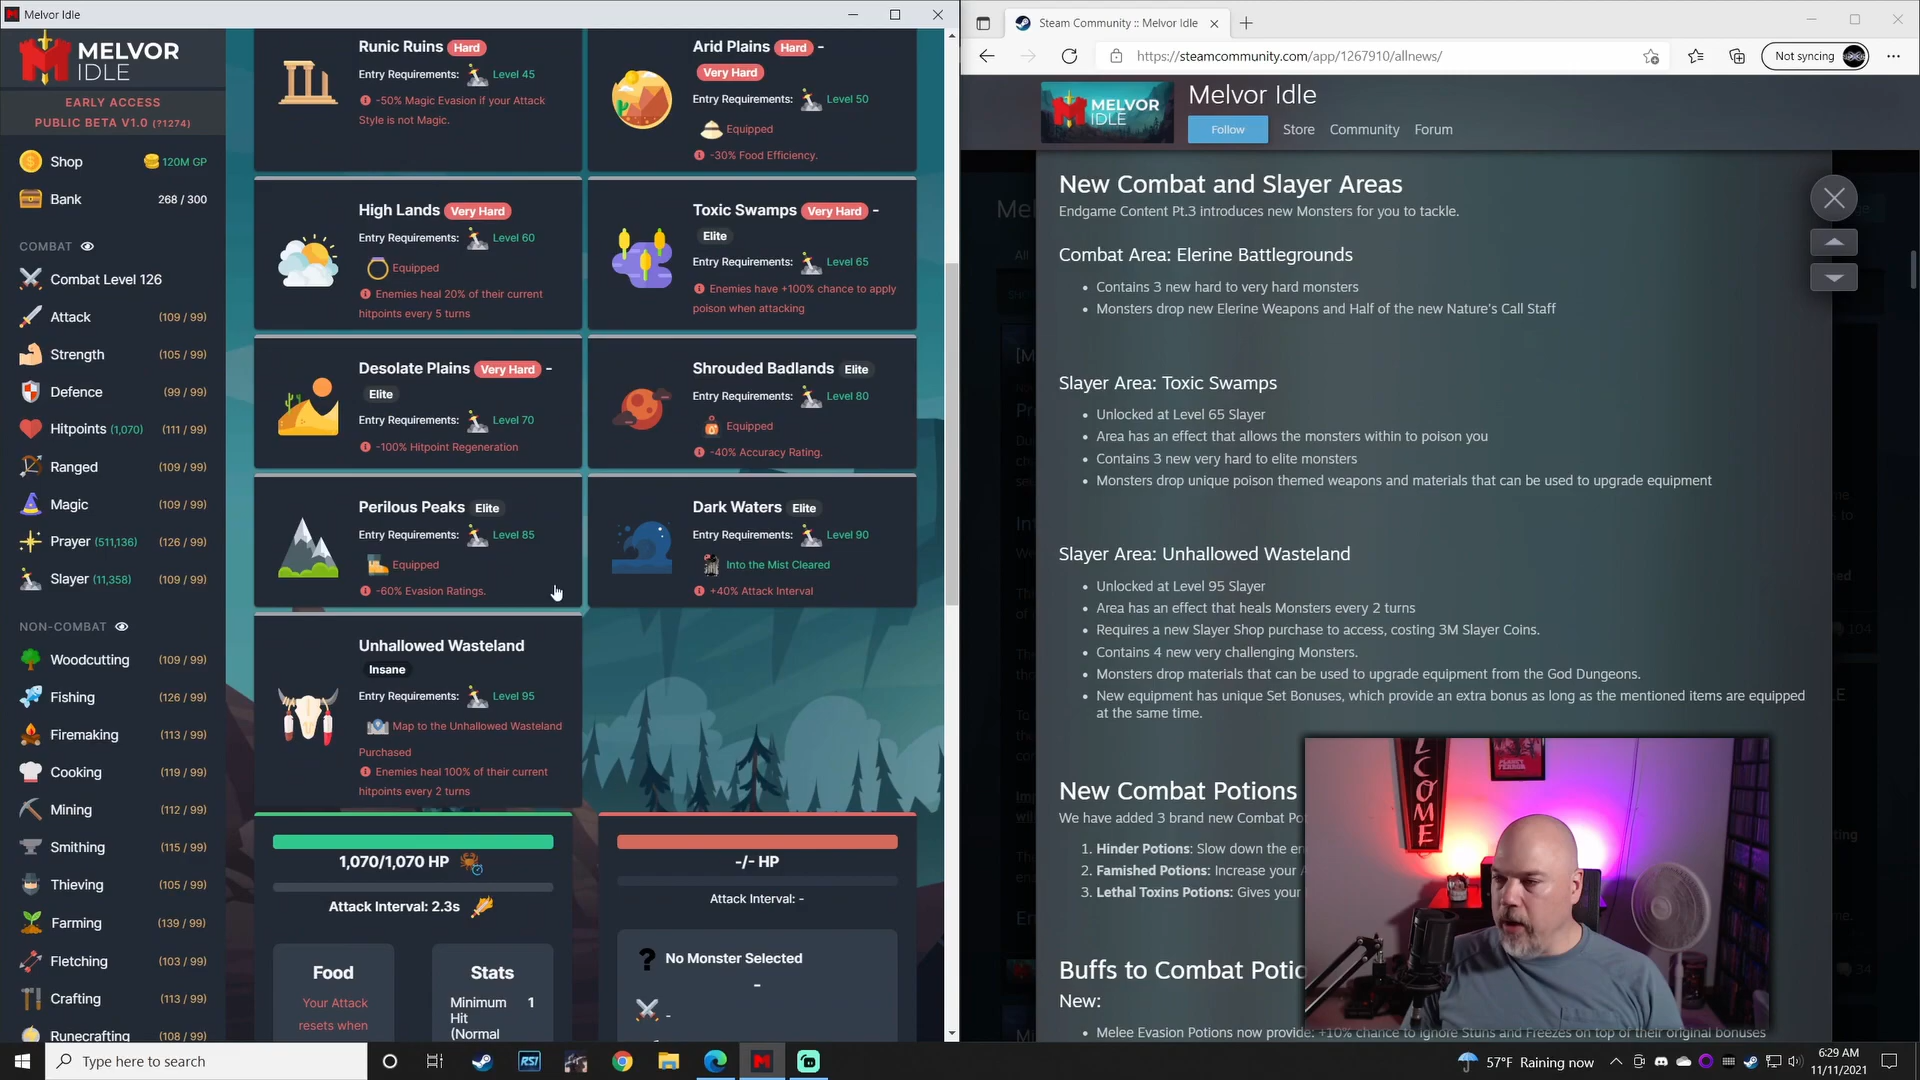 Melvor Idle
MELVOR
IDLE
EARLY ACCESS
PUBLIC BETA V1.0 (?1274)
Shop 120M GP
Bank 268 / 300
COMBAT
Combat Level 126
Attack (109 / 99)
Strength (105 / 99)
Defence (99 / 99)
Hitpoints (1,070) (111 / 99)
Ranged (109 / 99)
Magic (109 / 99)
Prayer (511,136) (126 / 99)
Slayer (11,358) (109 / 99)
NON-COMBAT
Woodcutting (109 / 99)
Fishing (126 / 99)
Firemaking (113 / 99)
Cooking (119 / 99)
Mining (112 / 99)
Smithing (115 / 99)
Thieving (105 / 99)
Farming (139 / 99)
Fletching (103 / 99)
Crafting (113 / 99)
Runecrafting (108 / 99)
Runic Ruins Hard
Entry Requirements: Level 45
-50% Magic Evasion if your Attack
Style is not Magic.
Arid Plains Hard -
Very Hard
Entry Requirements: Level 50
Equipped
-30% Food Efficiency.
High Lands Very Hard
Entry Requirements: Level 60
Equipped
Enemies heal 20% of their current
hitpoints every 5 turns
Toxic Swamps Very Hard -
Elite
Entry Requirements: Level 65
Enemies have +100% chance to apply
poison when attacking
Desolate Plains Very Hard -
Elite
Entry Requirements: Level 70
-100% Hitpoint Regeneration
Shrouded Badlands Elite
Entry Requirements: Level 80
Equipped
-40% Accuracy Rating.
Perilous Peaks Elite
Entry Requirements: Level 85
Equipped
-60% Evasion Ratings.
Dark Waters Elite
Entry Requirements: Level 90
Into the Mist Cleared
+40% Attack Interval
Unhallowed Wasteland
Insane
Entry Requirements: Level 95
Map to the Unhallowed Wasteland
Purchased
Enemies heal 100% of their current
hitpoints every 2 turns
1,070/1,070 HP
Attack Interval: 2.3s
Food
Your Attack
resets when
Stats
Minimum 1
Hit
(Normal
-/- HP
Attack Interval: -
? No Monster Selected
-
-
Steam Community :: Melvor Idle
https://steamcommunity.com/app/1267910/allnews/
Not syncing
MELVOR
IDLE
Melvor Idle
Follow Store Community Forum
New Combat and Slayer Areas
Endgame Content Pt.3 introduces new Monsters for you to tackle.
Combat Area: Elerine Battlegrounds
• Contains 3 new hard to very hard monsters
• Monsters drop new Elerine Weapons and Half of the new Nature's Call Staff
Slayer Area: Toxic Swamps
• Unlocked at Level 65 Slayer
• Area has an effect that allows the monsters within to poison you
• Contains 3 new very hard to elite monsters
• Monsters drop unique poison themed weapons and materials that can be used to upgrade equipment
Slayer Area: Unhallowed Wasteland
• Unlocked at Level 95 Slayer
• Area has an effect that heals Monsters every 2 turns
• Requires a new Slayer Shop purchase to access, costing 3M Slayer Coins.
• Contains 4 new very challenging Monsters.
• Monsters drop materials that can be used to upgrade equipment from the God Dungeons.
• New equipment has unique Set Bonuses, which provide an extra bonus as long as the mentioned items are equipped
at the same time.
New Combat Potions
We have added 3 brand new Combat Po
1. Hinder Potions: Slow down the en
2. Famished Potions: Increase your A
3. Lethal Toxins Potions: Gives your
Buffs to Combat Potio
New:
• Melee Evasion Potions now provide: +10% chance to ignore Stuns and Freezes on top of their original bonuses
Type here to search
RSI
57°F Raining now
6:29 AM
11/11/2021